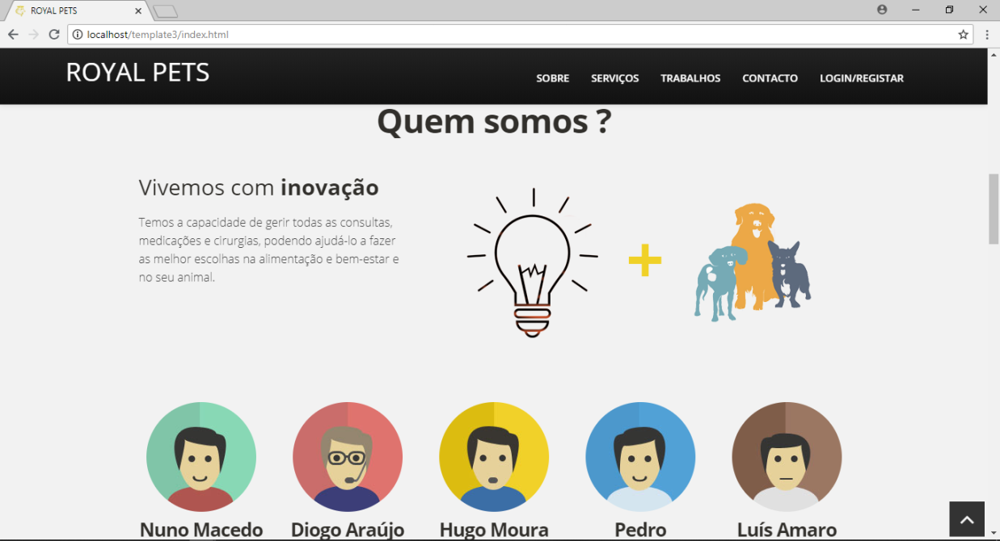 ROYAL PETS
localhost/template3/index.html
ROYAL PETS
SOBRE SERVIÇOS TRABALHOS CONTACTO LOGIN/REGISTAR
Quem somos ?
Vivemos com inovação
Temos a capacidade de gerir todas as consultas,
medicações e cirurgias, podendo ajudá-lo a fazer
as melhor escolhas na alimentação e bem-estar e
no seu animal.
Nuno Macedo Diogo Araújo Hugo Moura Pedro Luís Amaro